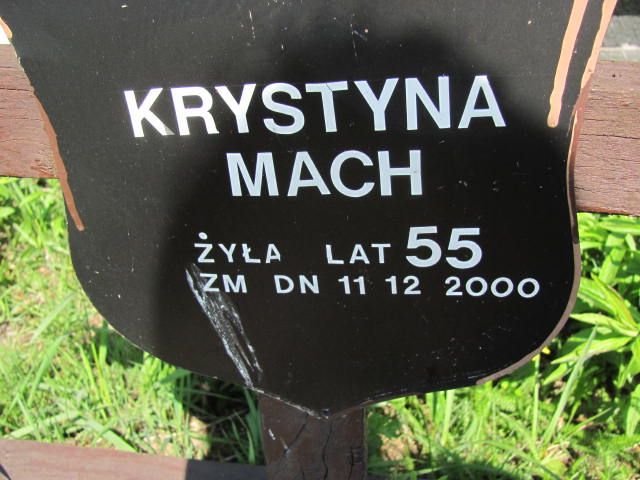 KRYSTYNA
MACH
ŻYŁA LAT 55
ZM DN 11 12 2000